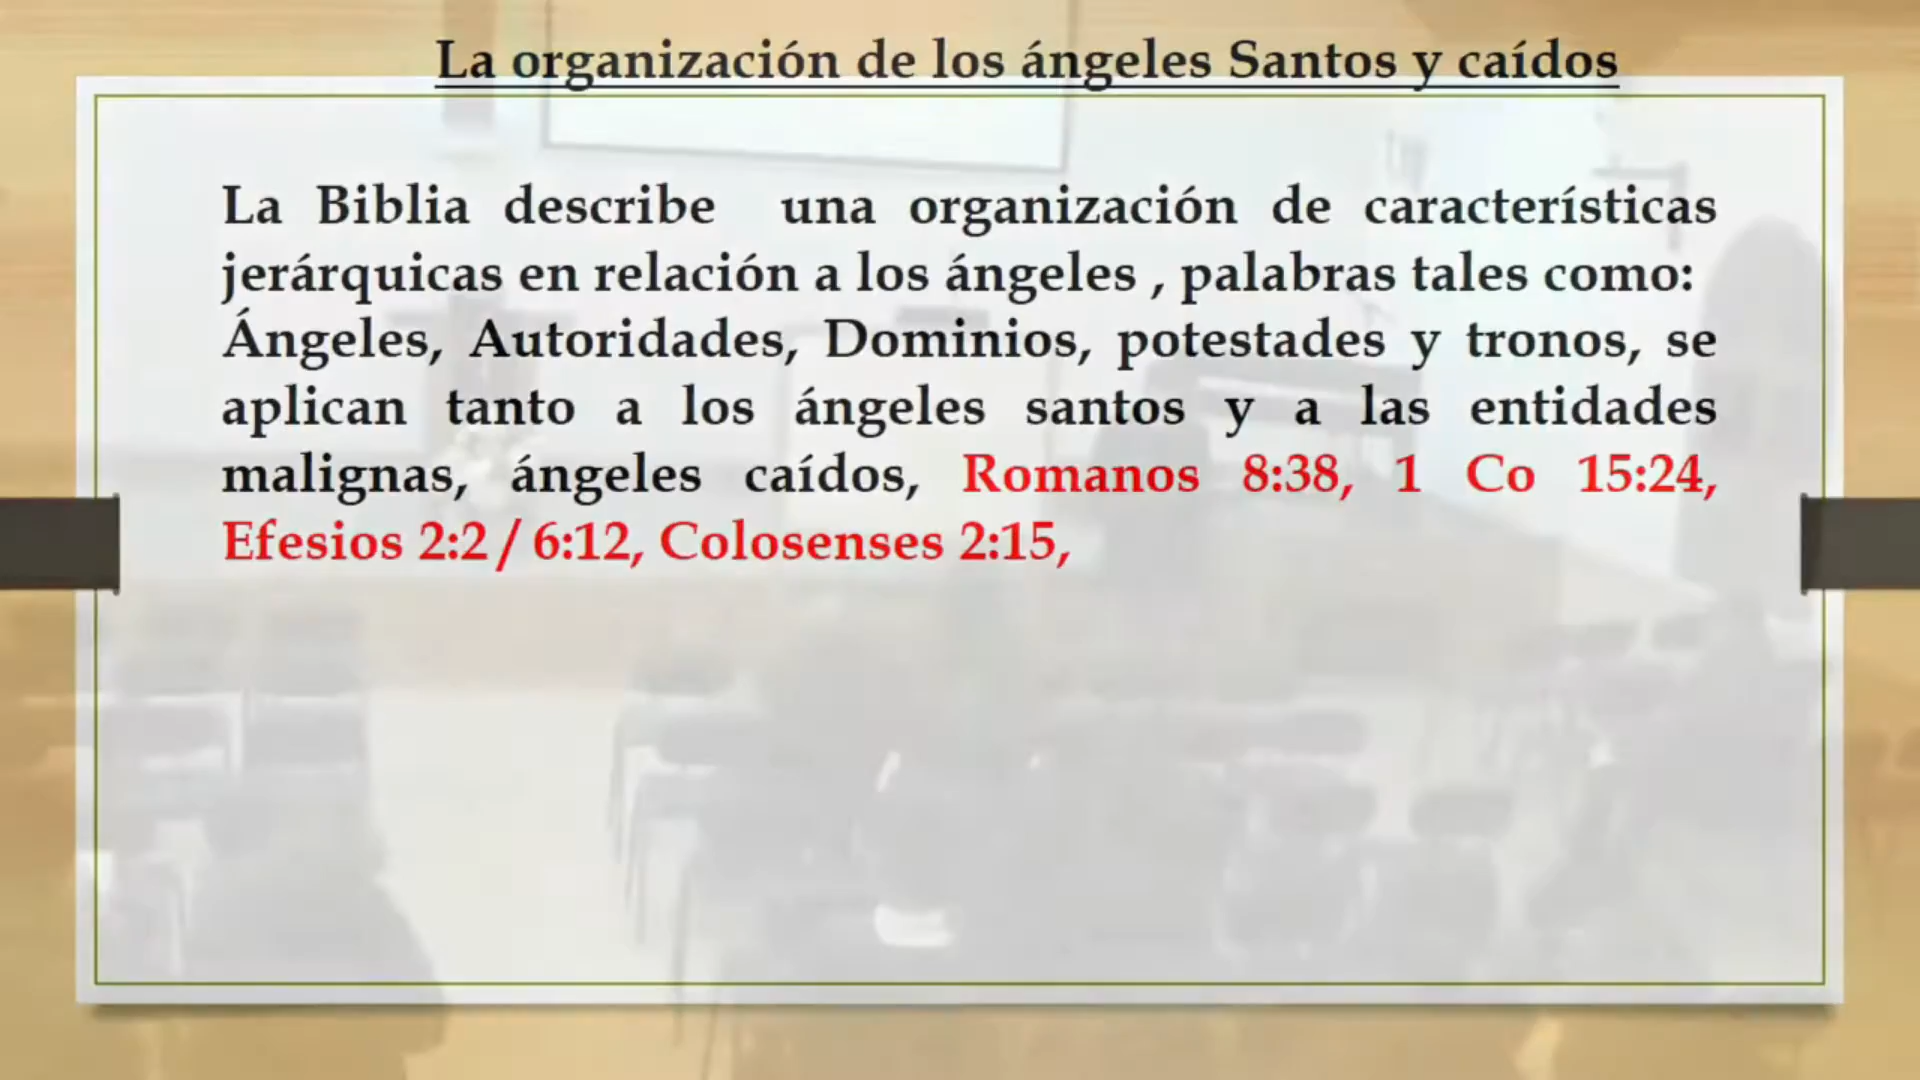 La organización de los ángeles Santos y caídos
La Biblia describe una organización de características
jerárquicas en relación a los ángeles , palabras tales como:
Ángeles, Autoridades, Dominios, potestades y tronos, se
aplican tanto a los ángeles santos y a las entidades
malignas, ángeles caídos, Romanos 8:38, 1 Co 15:24,
Efesios 2:2 / 6:12, Colosenses 2:15,